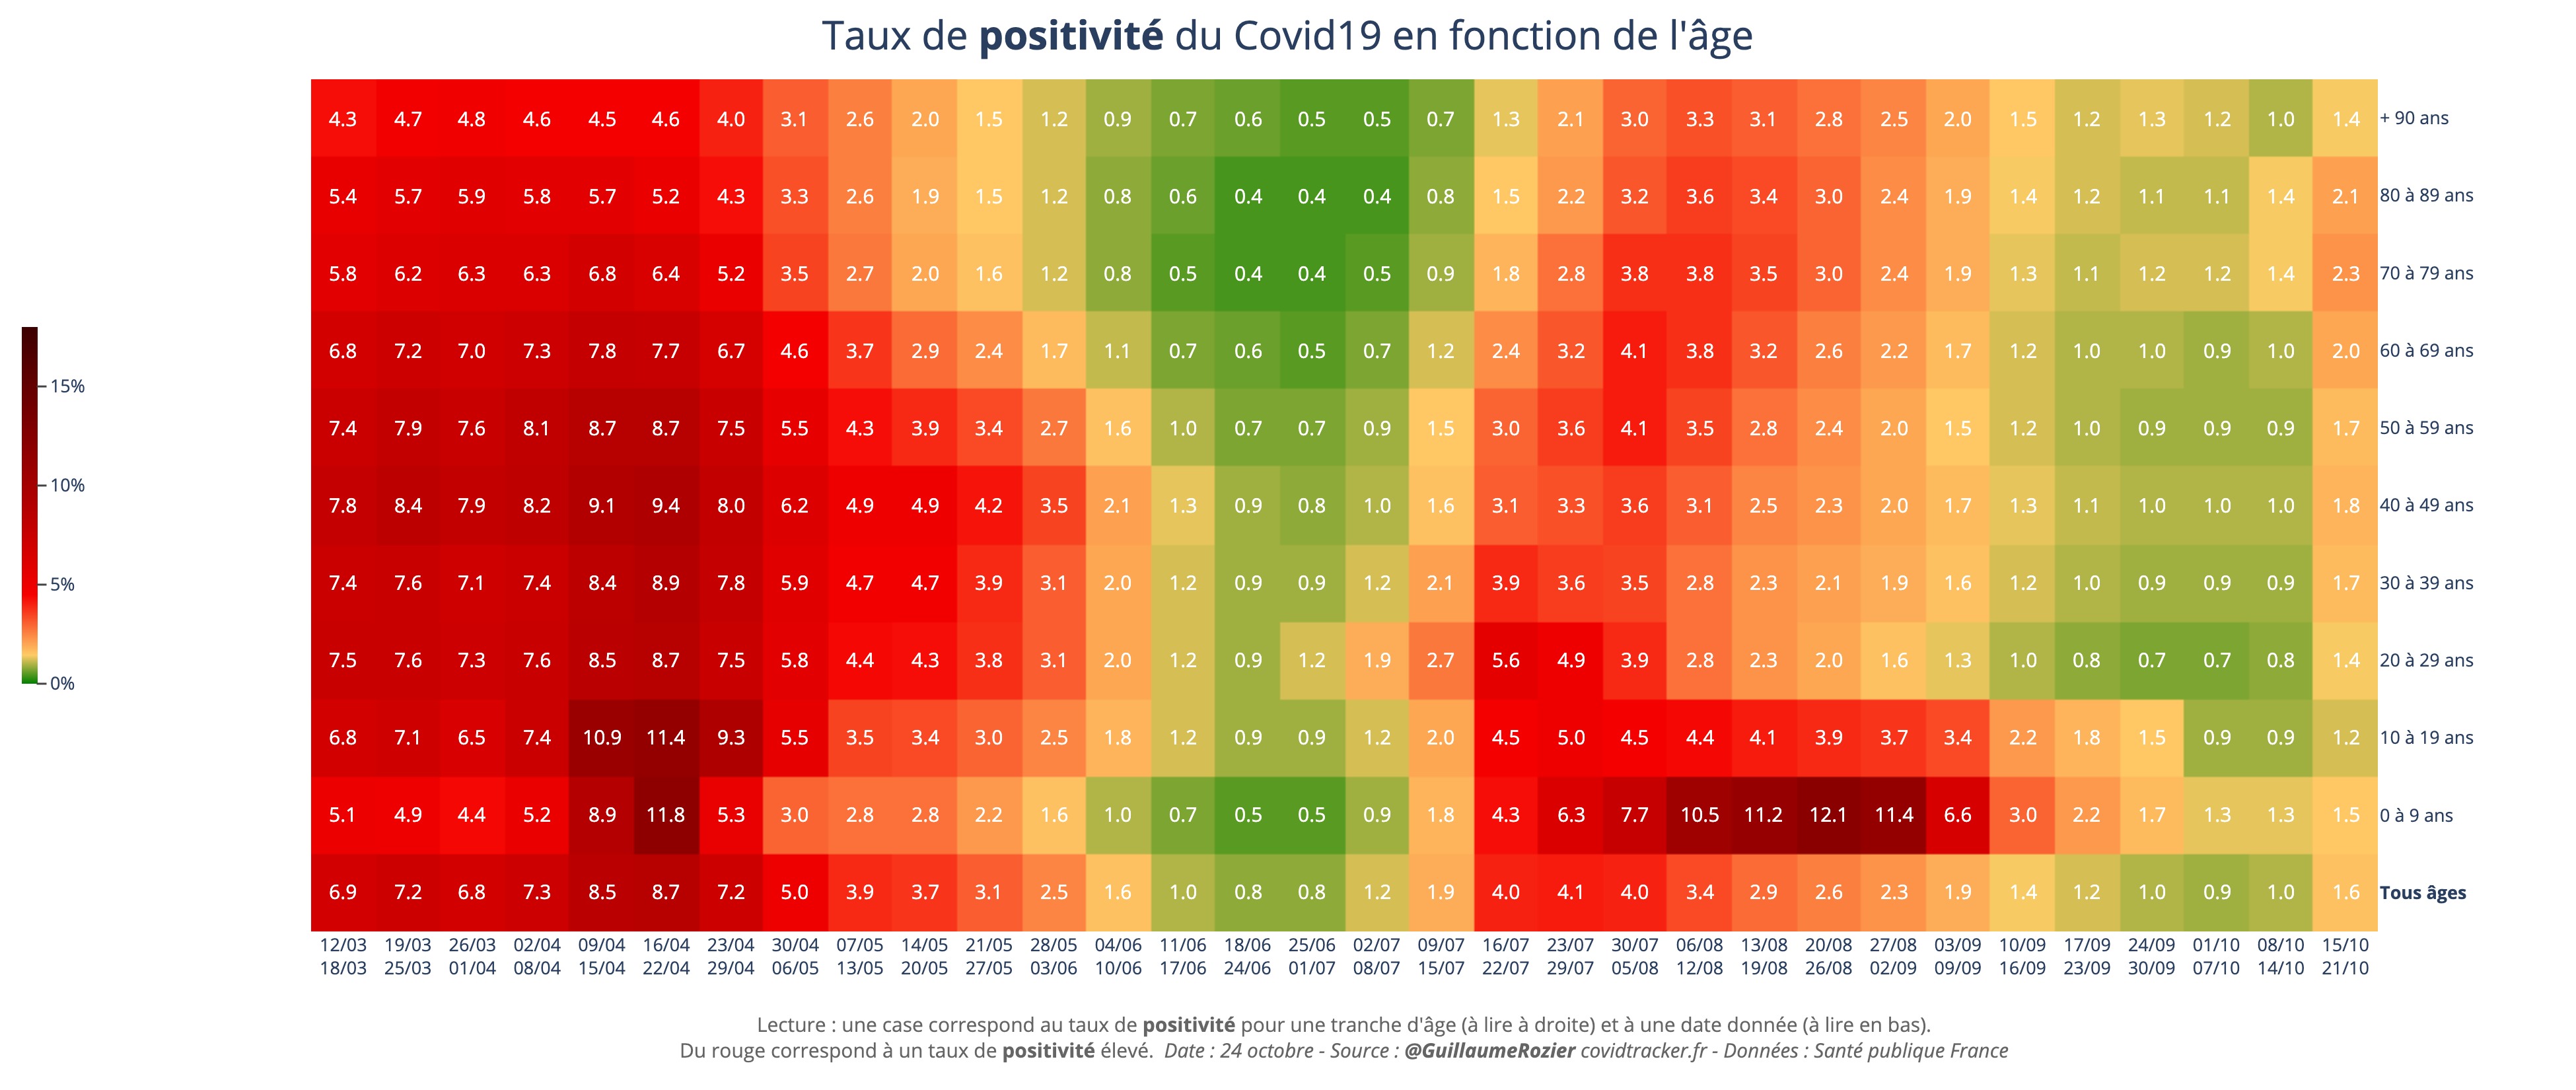 Taux de positivité du Covid19 en fonction de l'âge
4.3 4.7 4.8 4.6 4.5 4.6 4.0 3.1 2.6 2.0 1.5 1.2 0.9 0.7 0.6 0.5 0.5 0.7 1.3 2.1 3.0 3.3 3.1 2.8 2.5 2.0 1.5 1.2 1.3 1.2 1.0 1.4 + 90 ans
5.4 5.7 5.9 5.8 5.7 5.2 4.3 3.3 2.6 1.9 1.5 1.2 0.8 0.6 0.4 0.4 0.4 0.8 1.5 2.2 3.2 3.6 3.4 3.0 2.4 1.9 1.4 1.2 1.1 1.1 1.4 2.1 80 à 89 ans
5.8 6.2 6.3 6.3 6.8 6.4 5.2 3.5 2.7 2.0 1.6 1.2 0.8 0.5 0.4 0.4 0.5 0.9 1.8 2.8 3.8 3.8 3.5 3.0 2.4 1.9 1.3 1.1 1.2 1.2 1.4 2.3 70 à 79 ans
6.8 7.2 7.0 7.3 7.8 7.7 6.7 4.6 3.7 2.9 2.4 1.7 1.1 0.7 0.6 0.5 0.7 1.2 2.4 3.2 4.1 3.8 3.2 2.6 2.2 1.7 1.2 1.0 1.0 0.9 1.0 2.0 60 à 69 ans
7.4 7.9 7.6 8.1 8.7 8.7 7.5 5.5 4.3 3.9 3.4 2.7 1.6 1.0 0.7 0.7 0.9 1.5 3.0 3.6 4.1 3.5 2.8 2.4 2.0 1.5 1.2 1.0 0.9 0.9 0.9 1.7 50 à 59 ans
7.8 8.4 7.9 8.2 9.1 9.4 8.0 6.2 4.9 4.9 4.2 3.5 2.1 1.3 0.9 0.8 1.0 1.6 3.1 3.3 3.6 3.1 2.5 2.3 2.0 1.7 1.3 1.1 1.0 1.0 1.0 1.8 40 à 49 ans
7.4 7.6 7.1 7.4 8.4 8.9 7.8 5.9 4.7 4.7 3.9 3.1 2.0 1.2 0.9 0.9 1.2 2.1 3.9 3.6 3.5 2.8 2.3 2.1 1.9 1.6 1.2 1.0 0.9 0.9 0.9 1.7 30 à 39 ans
7.5 7.6 7.3 7.6 8.5 8.7 7.5 5.8 4.4 4.3 3.8 3.1 2.0 1.2 0.9 1.2 1.9 2.7 5.6 4.9 3.9 2.8 2.3 2.0 1.6 1.3 1.0 0.8 0.7 0.7 0.8 1.4 20 à 29 ans
6.8 7.1 6.5 7.4 10.9 11.4 9.3 5.5 3.5 3.4 3.0 2.5 1.8 1.2 0.9 0.9 1.2 2.0 4.5 5.0 4.5 4.4 4.1 3.9 3.7 3.4 2.2 1.8 1.5 0.9 0.9 1.2 10 à 19 ans
5.1 4.9 4.4 5.2 8.9 11.8 5.3 3.0 2.8 2.8 2.2 1.6 1.0 0.7 0.5 0.5 0.9 1.8 4.3 6.3 7.7 10.5 11.2 12.1 11.4 6.6 3.0 2.2 1.7 1.3 1.3 1.5 0 à 9 ans
6.9 7.2 6.8 7.3 8.5 8.7 7.2 5.0 3.9 3.7 3.1 2.5 1.6 1.0 0.8 0.8 1.2 1.9 4.0 4.1 4.0 3.4 2.9 2.6 2.3 1.9 1.4 1.2 1.0 0.9 1.0 1.6 Tous âges
12/03 19/03 26/03 02/04 09/04 16/04 23/04 30/04 07/05 14/05 21/05 28/05 04/06 11/06 18/06 25/06 02/07 09/07 16/07 23/07 30/07 06/08 13/08 20/08 27/08 03/09 10/09 17/09 24/09 01/10 08/10 15/10
18/03 25/03 01/04 08/04 15/04 22/04 29/04 06/05 13/05 20/05 27/05 03/06 10/06 17/06 24/06 01/07 08/07 15/07 22/07 29/07 05/08 12/08 19/08 26/08 02/09 09/09 16/09 23/09 30/09 07/10 14/10 21/10
15%
10%
5%
0%
Lecture : une case correspond au taux de positivité pour une tranche d'âge (à lire à droite) et à une date donnée (à lire en bas).
Du rouge correspond à un taux de positivité élevé. Date : 24 octobre - Source : @GuillaumeRozier covidtracker.fr - Données : Santé publique France